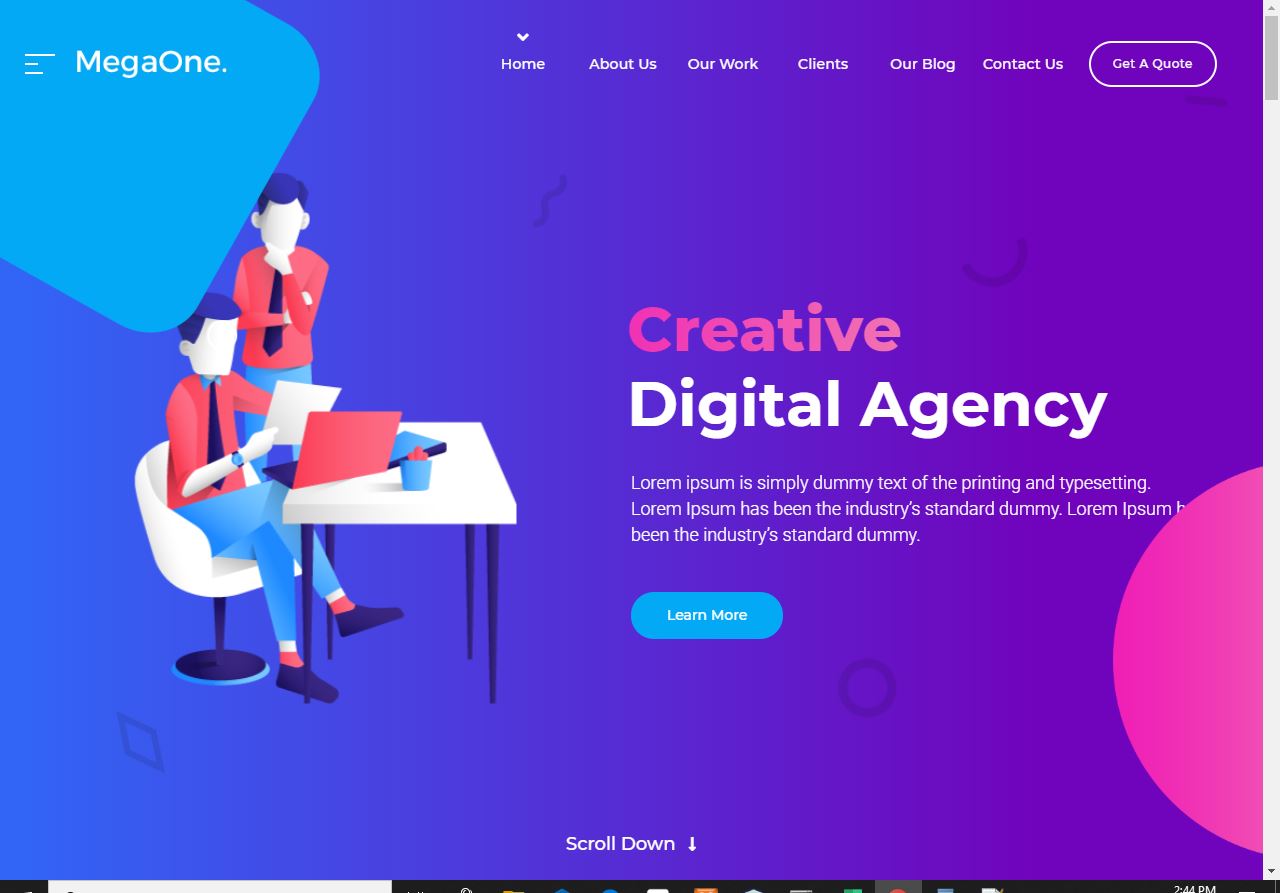 MegaOne.
Home About Us Our Work Clients Our Blog Contact Us Get A Quote
Creative
Digital Agency
Lorem ipsum is simply dummy text of the printing and typesetting.
Lorem Ipsum has been the industry’s standard dummy. Lorem Ipsum
been the industry’s standard dummy.
Learn More
Scroll Down
2:44 PM